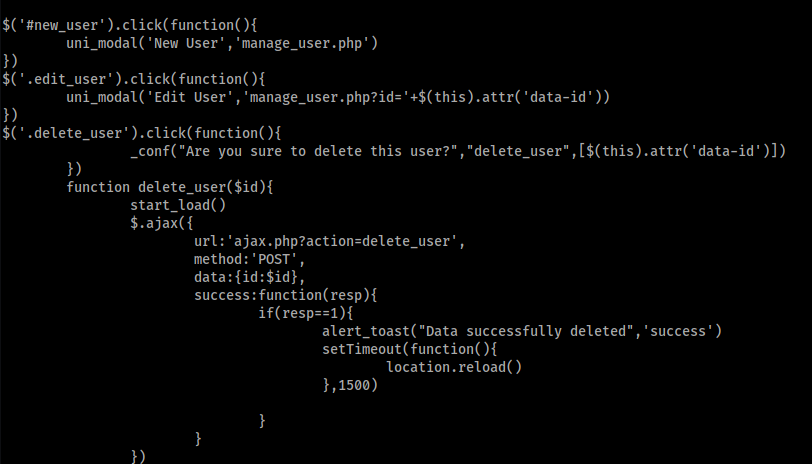 $('#new_user').click(function(){
        uni_modal('New User','manage_user.php')
})
$('.edit_user').click(function(){
        uni_modal('Edit User','manage_user.php?id='+$(this).attr('data-id'))
})
$('.delete_user').click(function(){
                _conf("Are you sure to delete this user?","delete_user",[$(this).attr('data-id')])
        })
        function delete_user($id){
                start_load()
                $.ajax({
                        url:'ajax.php?action=delete_user',
                        method:'POST',
                        data:{id:$id},
                        success:function(resp){
                                if(resp==1){
                                        alert_toast("Data successfully deleted",'success')
                                        setTimeout(function(){
                                                location.reload()
                                        },1500)

                                }
                        }
                })